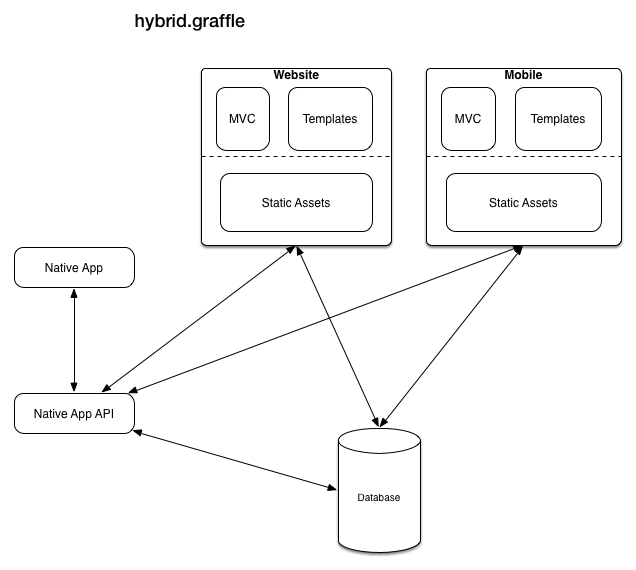 hybrid.graffle
Website
Mobile
MVC
Templates
MVC
Templates
Static Assets
Static Assets
Native App
Native App API
Database